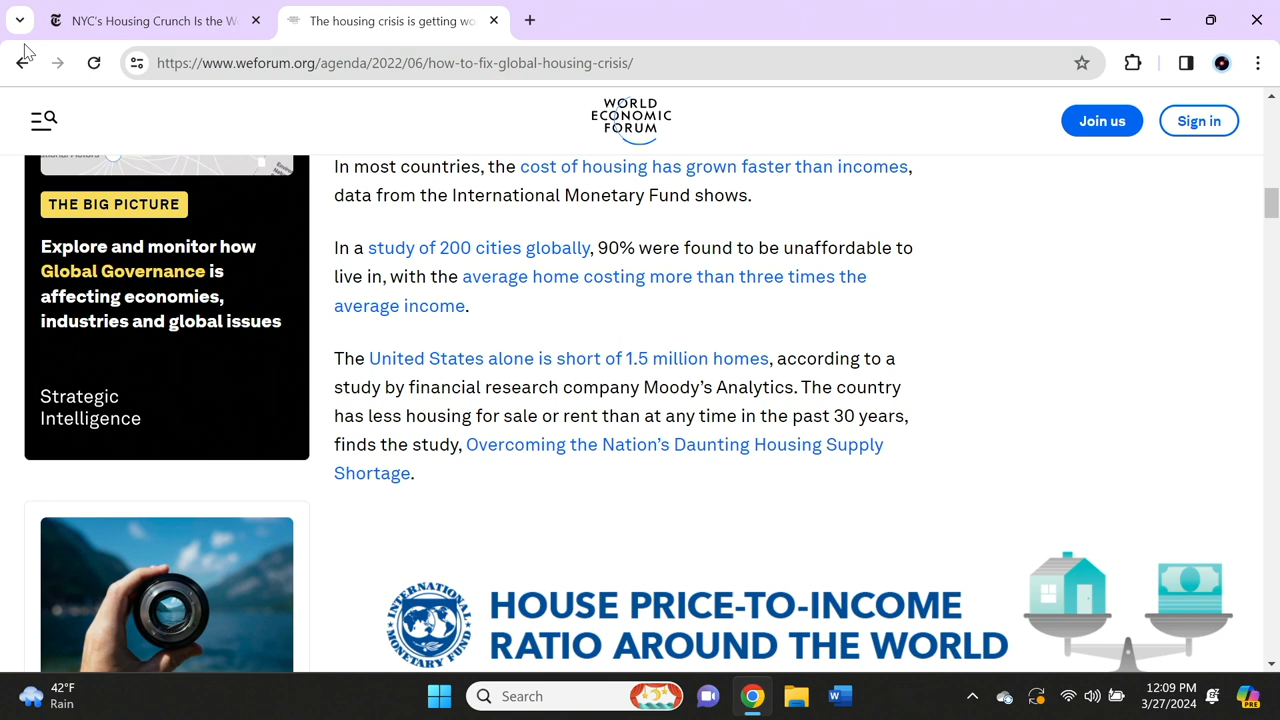 NYC's Housing Crunch Is the W
The housing crisis is getting wo
https://www.weforum.org/agenda/2022/06/how-to-fix-global-housing-crisis/
WORLD
ECONOMIC
FORUM
Join us
Sign in
THE BIG PICTURE
Explore and monitor how
Global Governance is
affecting economies,
industries and global issues
Strategic
Intelligence
In most countries, the cost of housing has grown faster than incomes,
data from the International Monetary Fund shows.
In a study of 200 cities globally, 90% were found to be unaffordable to
live in, with the average home costing more than three times the
average income.
The United States alone is short of 1.5 million homes, according to a
study by financial research company Moody's Analytics. The country
has less housing for sale or rent than at any time in the past 30 years,
finds the study, Overcoming the Nation's Daunting Housing Supply
Shortage.
INTERNATIONAL MONETARY FUND
HOUSE PRICE-TO-INCOME
RATIO AROUND THE WORLD
42°F
Rain
Search
12:09 PM
3/27/2024
PRE